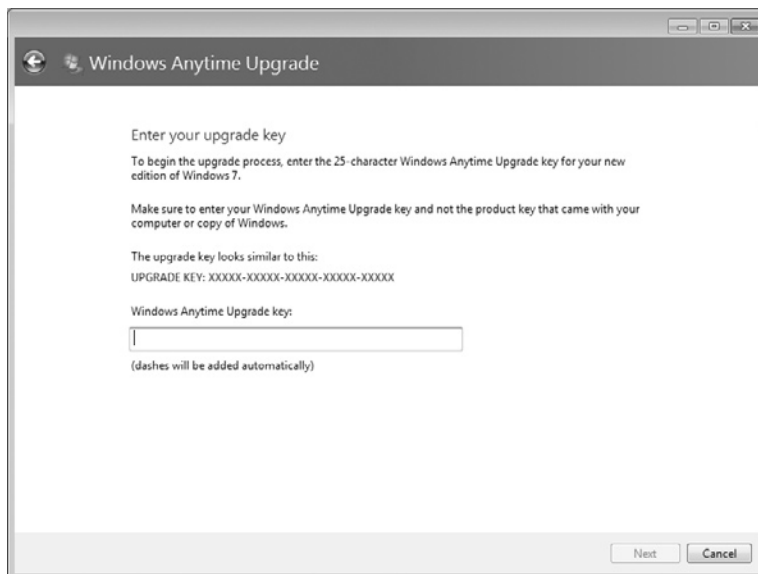 Windows Anytime Upgrade
Enter your upgrade key
To begin the upgrade process, enter the 25-character Windows Anytime Upgrade key for your new
edition of Windows 7.
Make sure to enter your Windows Anytime Upgrade key and not the product key that came with your
computer or copy of Windows.
The upgrade key looks similar to this:
UPGRADE KEY: XXXXX-XXXXX-XXXXX-XXXXX-XXXXX
Windows Anytime Upgrade key:
(dashes will be added automatically)
Next Cancel